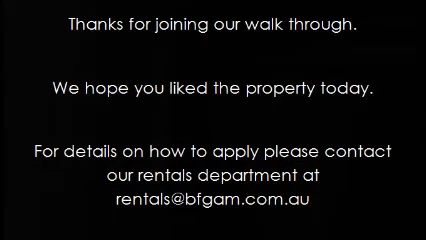 Thanks for joining our walk through.
We hope you liked the property today.
For details on how to apply please contact
our rentals department at
rentals@bfgam.com.au